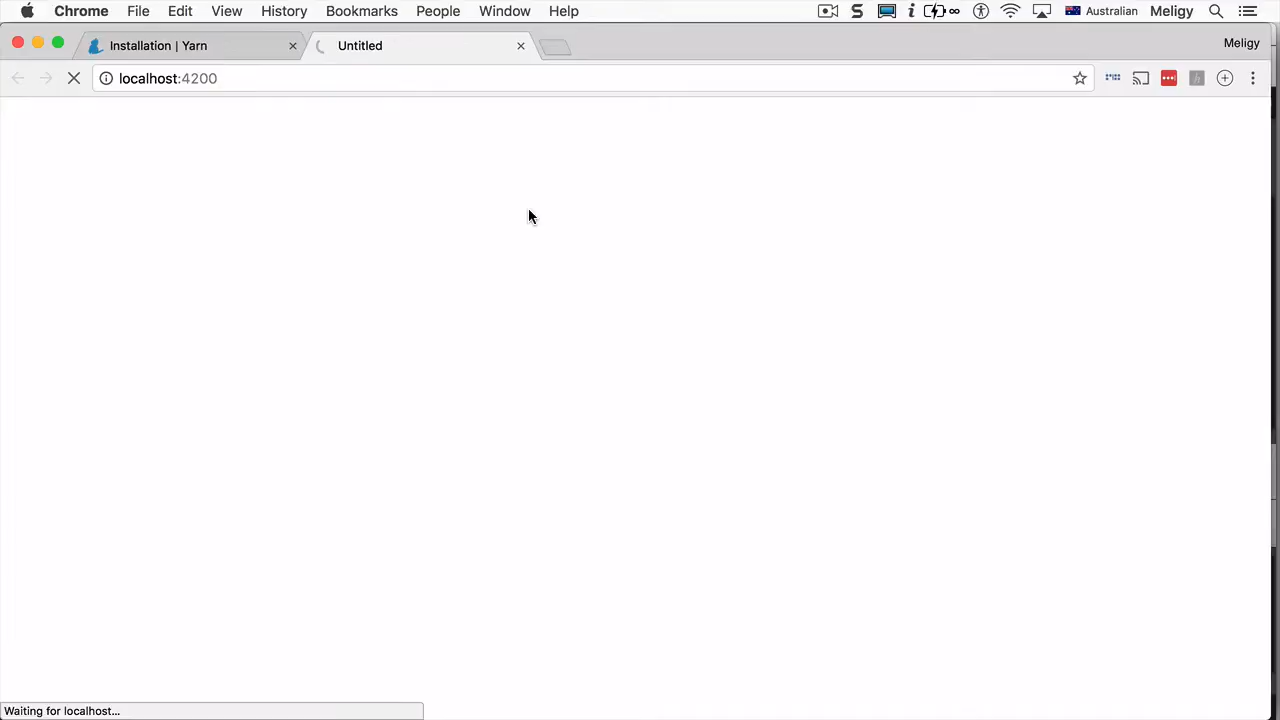 Chrome File Edit View History Bookmarks People Window Help S i ∞ Australian Meligy
Installation | Yarn × Untitled × Meligy
localhost:4200
Waiting for localhost...